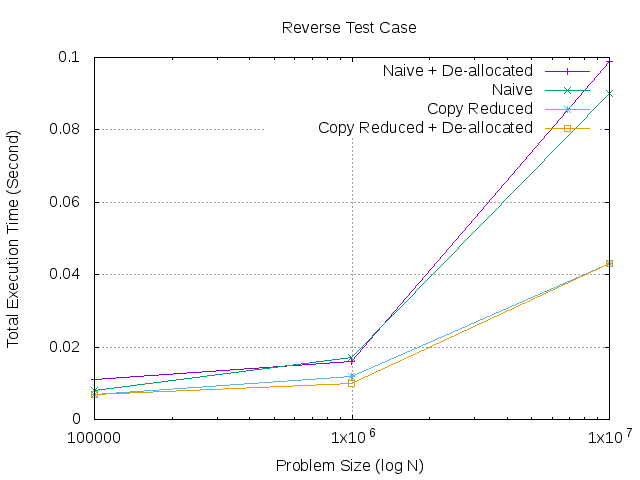 Reverse Test Case
Total Execution Time (Second)
0.1
0.08
0.06
0.04
0.02
0
Naive + De-allocated
Naive
Copy Reduced
Copy Reduced + De-allocated
100000
1x10^6
1x10^7
Problem Size (log N)